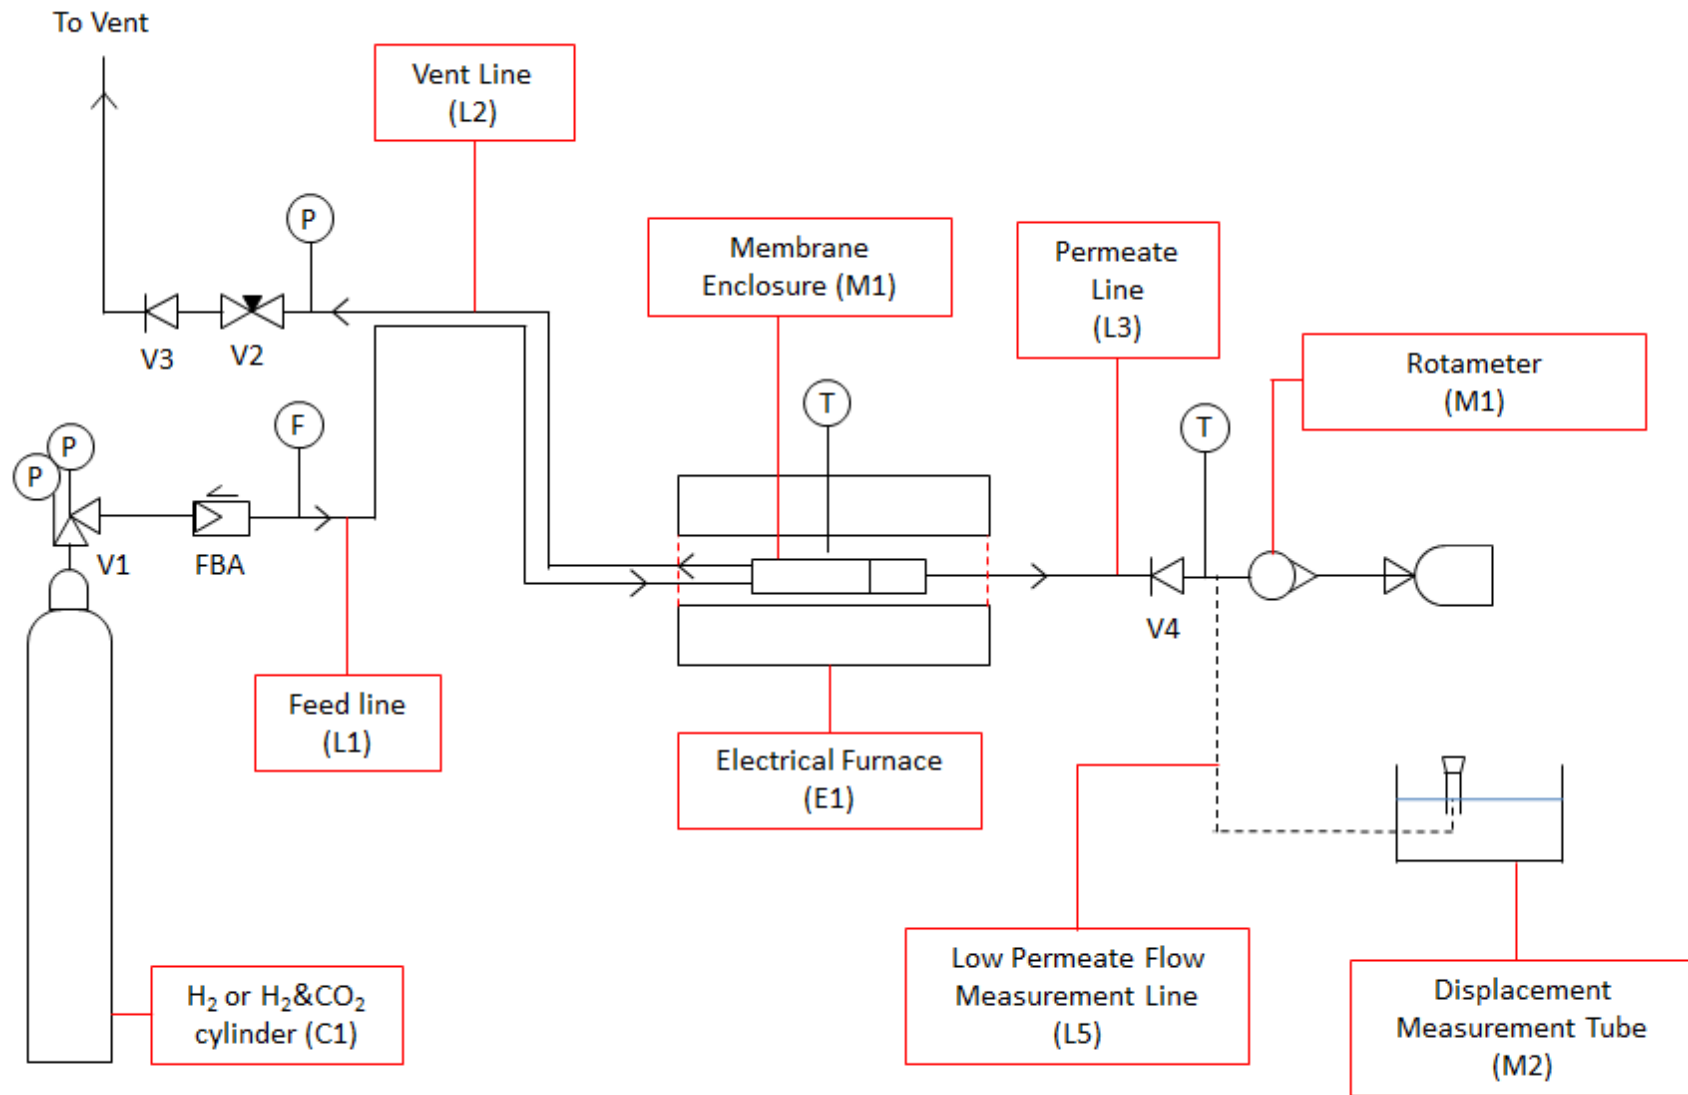 To Vent
Vent Line
(L2)
P
Membrane
Enclosure (M1)
Permeate
Line
(L3)
V3
V2
Rotameter
(M1)
T
F
T
P
P
V1
FBA
V4
Feed line
(L1)
Electrical Furnace
(E1)
H₂ or H₂&CO₂
cylinder (C1)
Low Permeate Flow
Measurement Line
(L5)
Displacement
Measurement Tube
(M2)